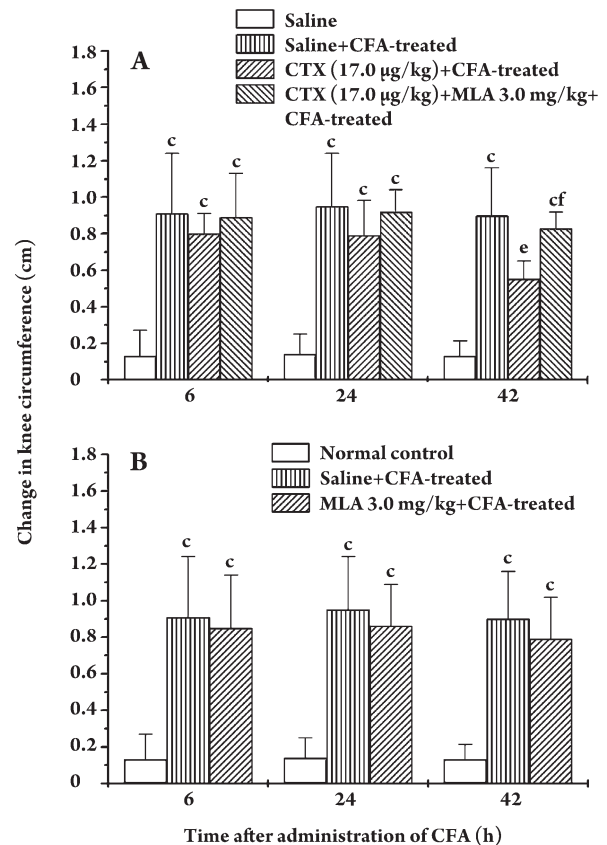 Saline
Saline+CFA-treated
CTX (17.0 µg/kg)+CFA-treated
CTX (17.0 µg/kg)+MLA 3.0 mg/kg+
CFA-treated
A
1.8
1.6
1.4
1.2
1.0
0.8
0.6
0.4
0.2
0
c
c
c
c
c
c
c
e
cf
6
24
42
Change in knee circumference (cm)
B
Normal control
Saline+CFA-treated
MLA 3.0 mg/kg+CFA-treated
1.8
1.6
1.4
1.2
1.0
0.8
0.6
0.4
0.2
0
c
c
c
c
c
c
6
24
42
Time after administration of CFA (h)